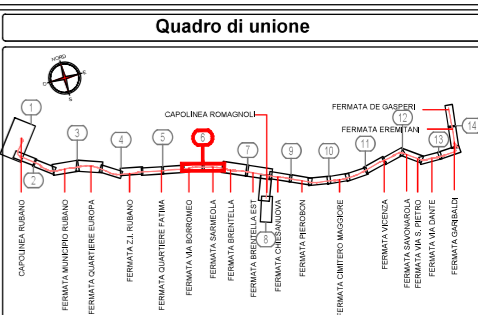 Quadro di unione
NORD
E
S
O
1
2
3
4
5
6
7
8
9
10
11
12
13
14
CAPOLINEA ROMAGNOLI
FERMATA DE GASPERI
FERMATA EREMITANI
CAPOLINEA RUBANO
FERMATA MUNICIPIO RUBANO
FERMATA QUARTIERE EUROPA
FERMATA Z.I. RUBANO
FERMATA QUARTIERE FATIMA
FERMATA VIA BORROMEO
FERMATA SARMEOLA
FERMATA BRENTELLA
FERMATA BRENTELLA EST
FERMATA CHIESANUOVA
FERMATA PIEROBON
FERMATA CIMITERO MAGGIORE
FERMATA VICENZA
FERMATA SAVONAROLA
FERMATA VIA S. PIETRO
FERMATA VIA DANTE
FERMATA GARIBALDI